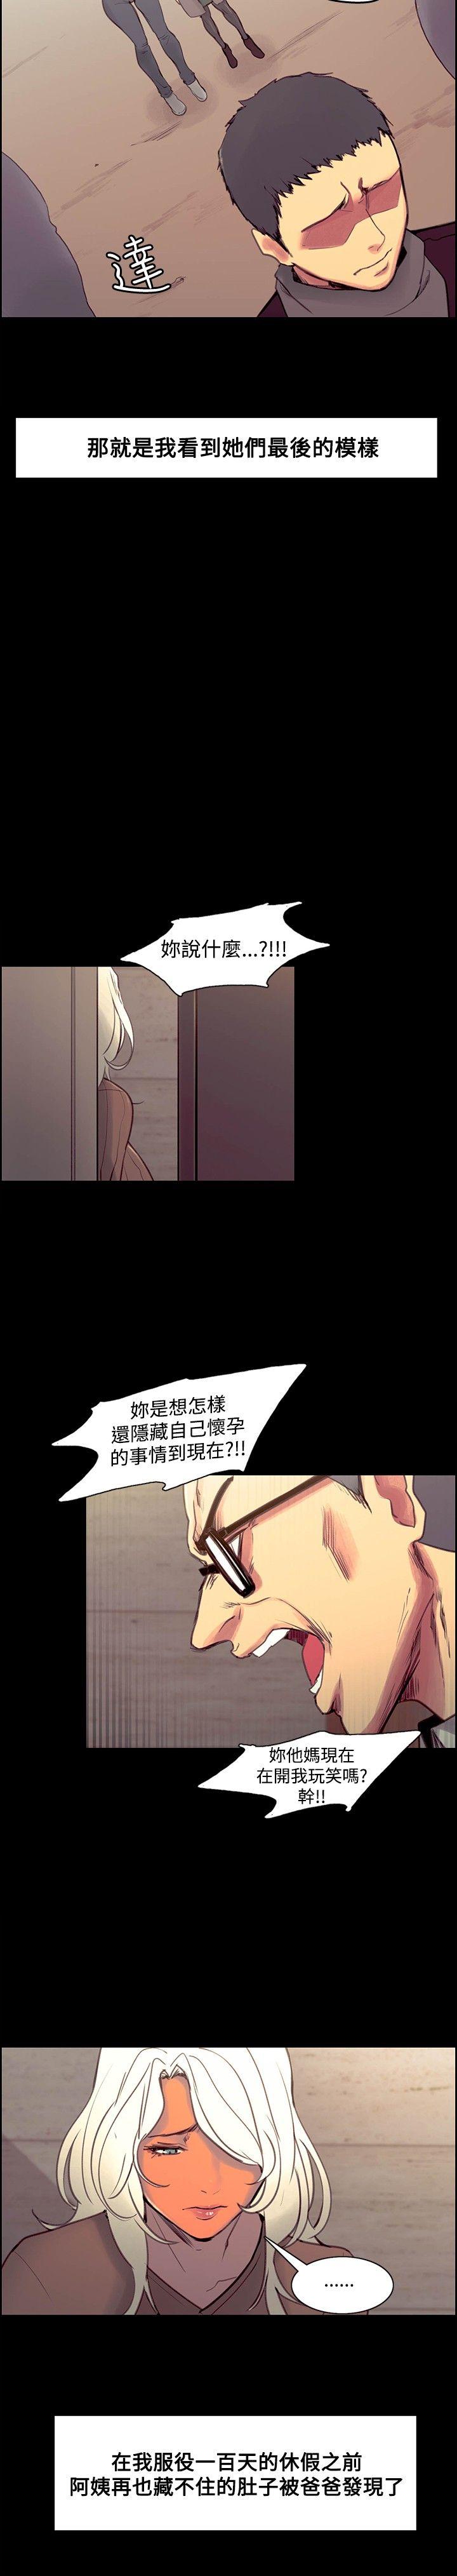 達
那就是我看到她們最後的模樣
妳說什麼...?!!!
妳是想怎樣
還隱藏自己懷孕
的事情到現在?!!
妳他媽現在
在開我玩笑嗎?
幹!!
......
在我服役一百天的休假之前
阿姨再也藏不住的肚子被爸爸發現了